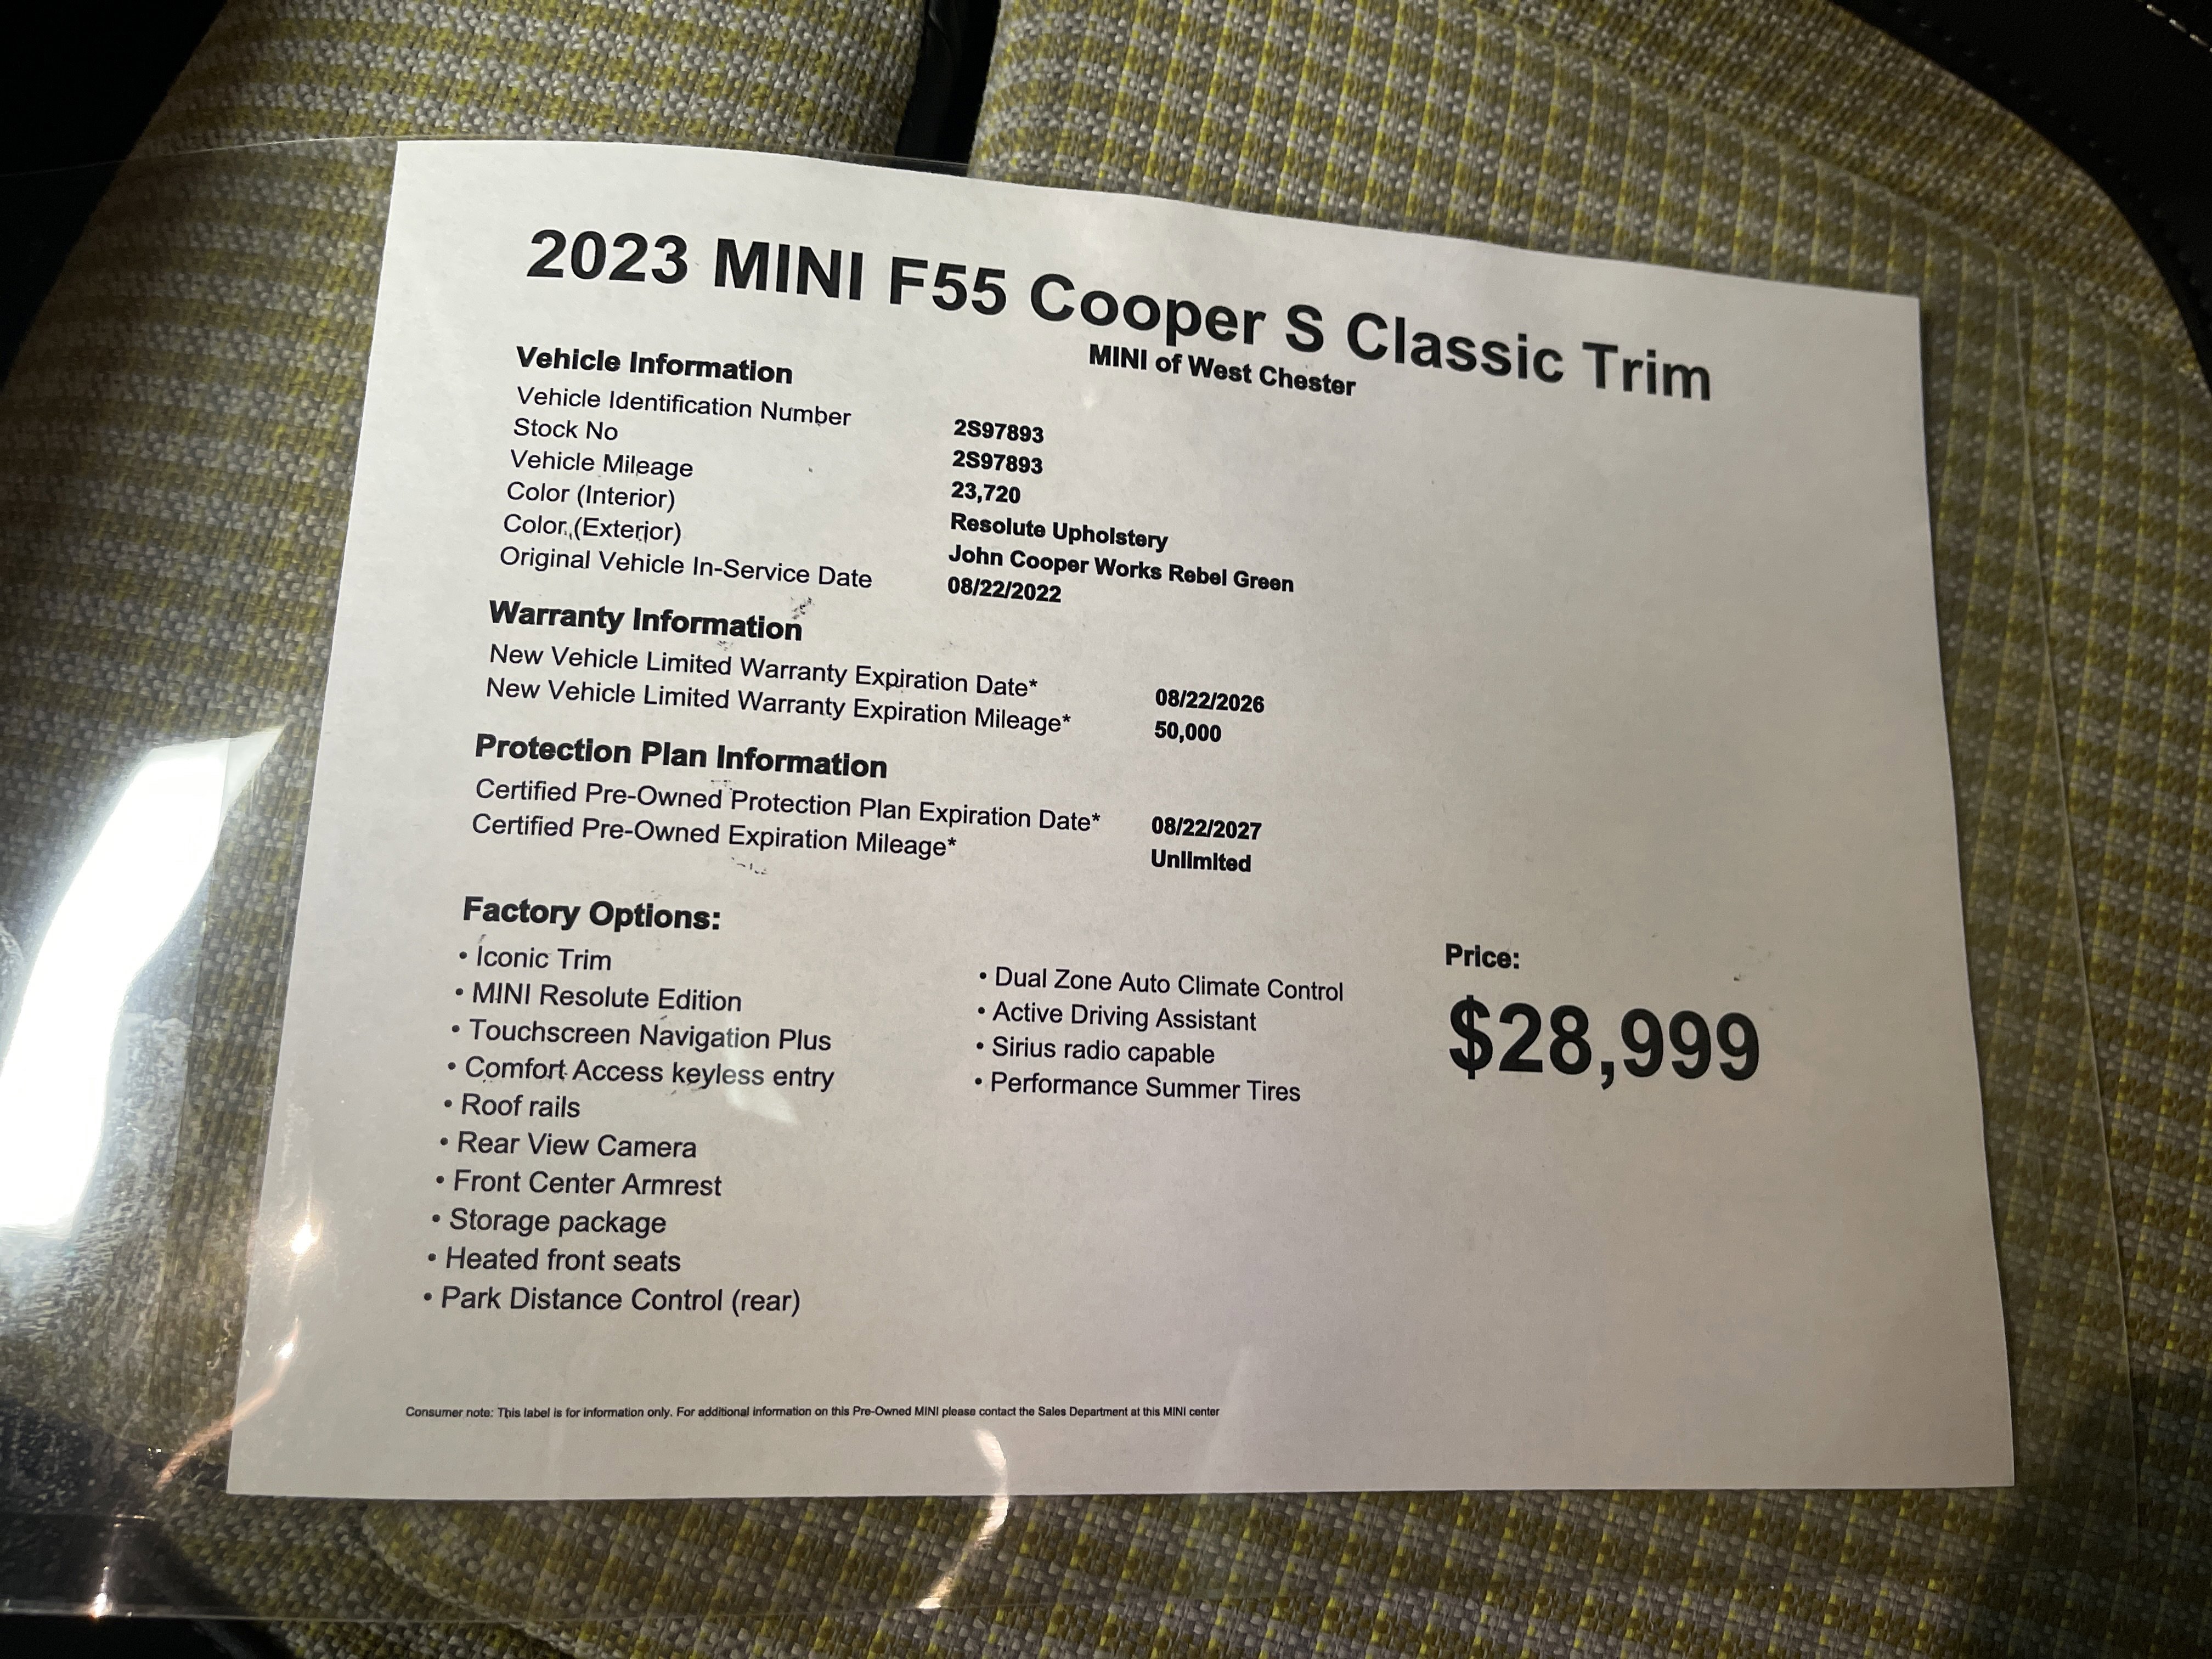 2023 MINI F55 Cooper S Classic Trim
MINI of West Chester
Vehicle Information
Vehicle Identification Number 2S97893
Stock No 2S97893
Vehicle Mileage 23,720
Color (Interior) Resolute Upholstery
Color (Exterior) John Cooper Works Rebel Green
Original Vehicle In-Service Date 08/22/2022
Warranty Information
New Vehicle Limited Warranty Expiration Date* 08/22/2026
New Vehicle Limited Warranty Expiration Mileage* 50,000
Protection Plan Information
Certified Pre-Owned Protection Plan Expiration Date* 08/22/2027
Certified Pre-Owned Expiration Mileage* Unlimited
Factory Options:
• Iconic Trim
• MINI Resolute Edition
• Touchscreen Navigation Plus
• Comfort Access keyless entry
• Roof rails
• Rear View Camera
• Front Center Armrest
• Storage package
• Heated front seats
• Park Distance Control (rear)
• Dual Zone Auto Climate Control
• Active Driving Assistant
• Sirius radio capable
• Performance Summer Tires
Price:
$28,999
Consumer note: This label is for information only. For additional information on this Pre-Owned MINI please contact the Sales Department at this MINI center